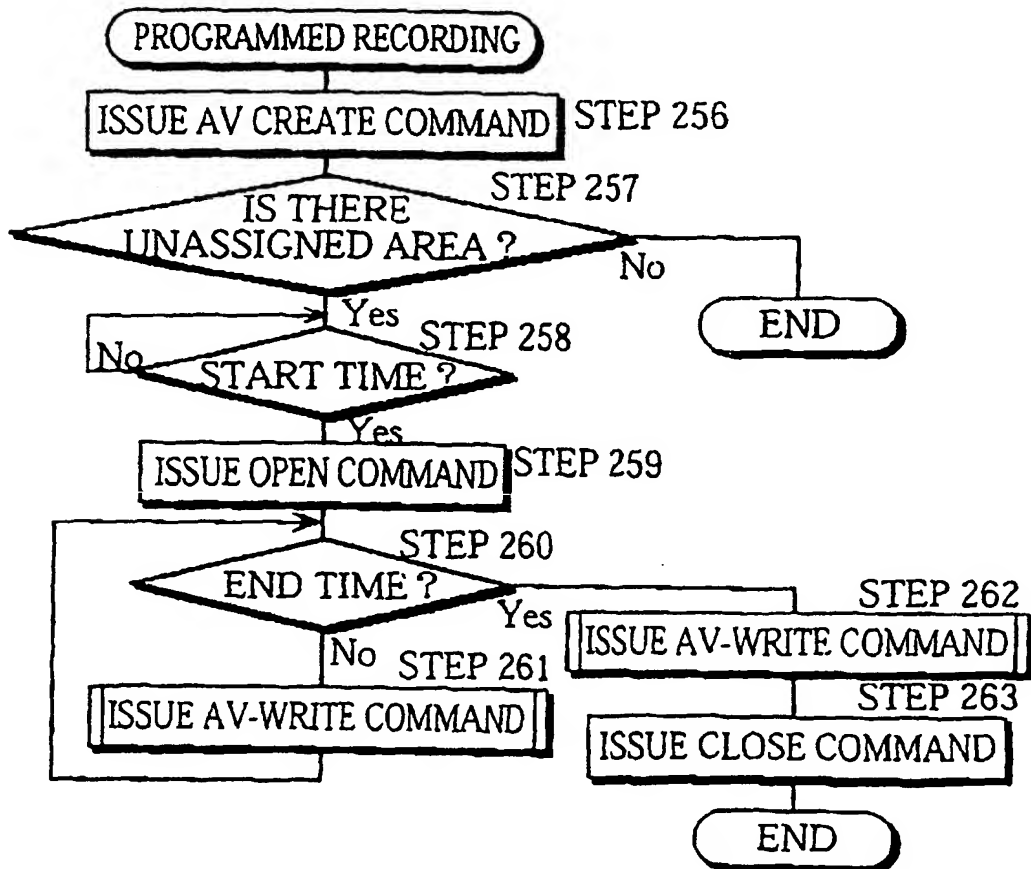 PROGRAMMED RECORDING
ISSUE AV CREATE COMMAND
STEP 256
STEP 257
IS THERE
UNASSIGNED AREA ?
No
END
Yes
STEP 258
No
START TIME ?
Yes
ISSUE OPEN COMMAND
STEP 259
STEP 260
END TIME ?
Yes
No
STEP 261
ISSUE AV-WRITE COMMAND
STEP 262
ISSUE AV-WRITE COMMAND
STEP 263
ISSUE CLOSE COMMAND
END